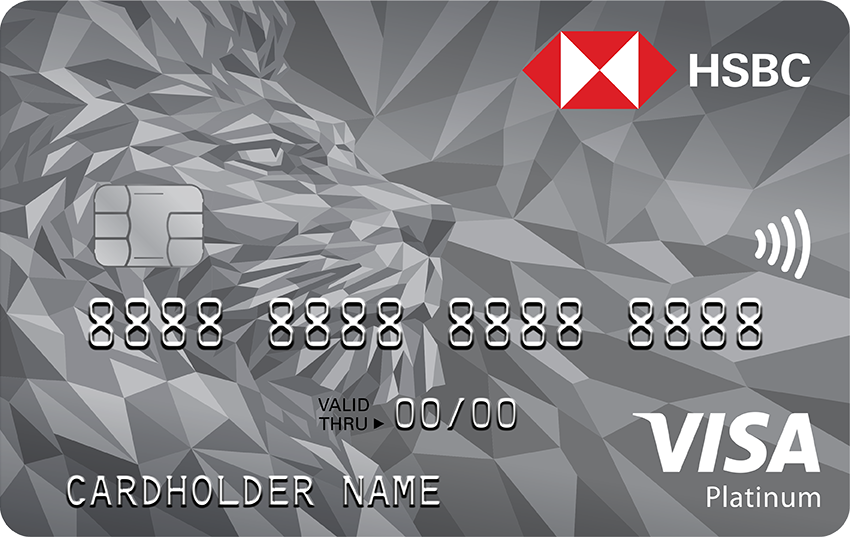 HSBC
8888 8888 8888 8888
VALID
THRU ▶ 00/00
VISA
Platinum
CARDHOLDER NAME